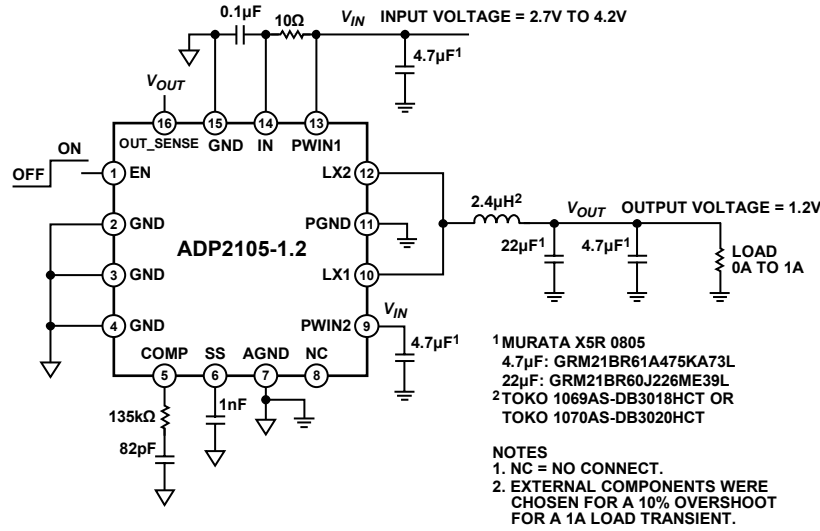 0.1µF
10Ω
VIN
INPUT VOLTAGE = 2.7V TO 4.2V
4.7µF1
VOUT
16
15
14
13
OUT_SENSE
GND
IN
PWIN1
ON
OFF
1
EN
LX2
12
2
GND
PGND
11
ADP2105-1.2
3
GND
LX1
10
4
GND
PWIN2
9
VIN
4.7µF1
2.4µH2
VOUT
OUTPUT VOLTAGE = 1.2V
22µF1
4.7µF1
LOAD
0A TO 1A
COMP
SS
AGND
NC
5
6
7
8
135kΩ
1nF
82pF
1 MURATA X5R 0805
4.7µF: GRM21BR61A475KA73L
22µF: GRM21BR60J226ME39L
2 TOKO 1069AS-DB3018HCT OR
TOKO 1070AS-DB3020HCT
NOTES
1. NC = NO CONNECT.
2. EXTERNAL COMPONENTS WERE
CHOSEN FOR A 10% OVERSHOOT
FOR A 1A LOAD TRANSIENT.